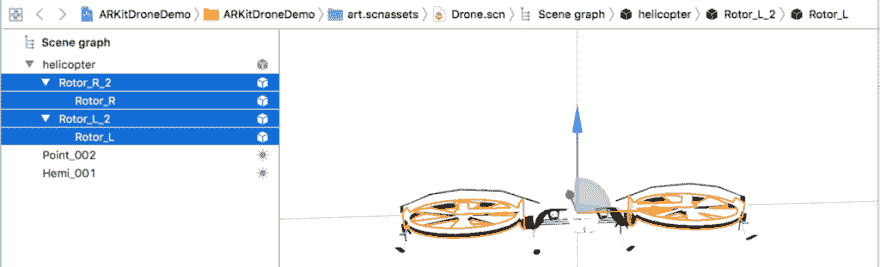 ARKitDroneDemo ARKitDroneDemo art.scnassets Drone.scn Scene graph helicopter Rotor_L_2 Rotor_L
Scene graph
helicopter
Rotor_R_2
Rotor_R
Rotor_L_2
Rotor_L
Point_002
Hemi_001